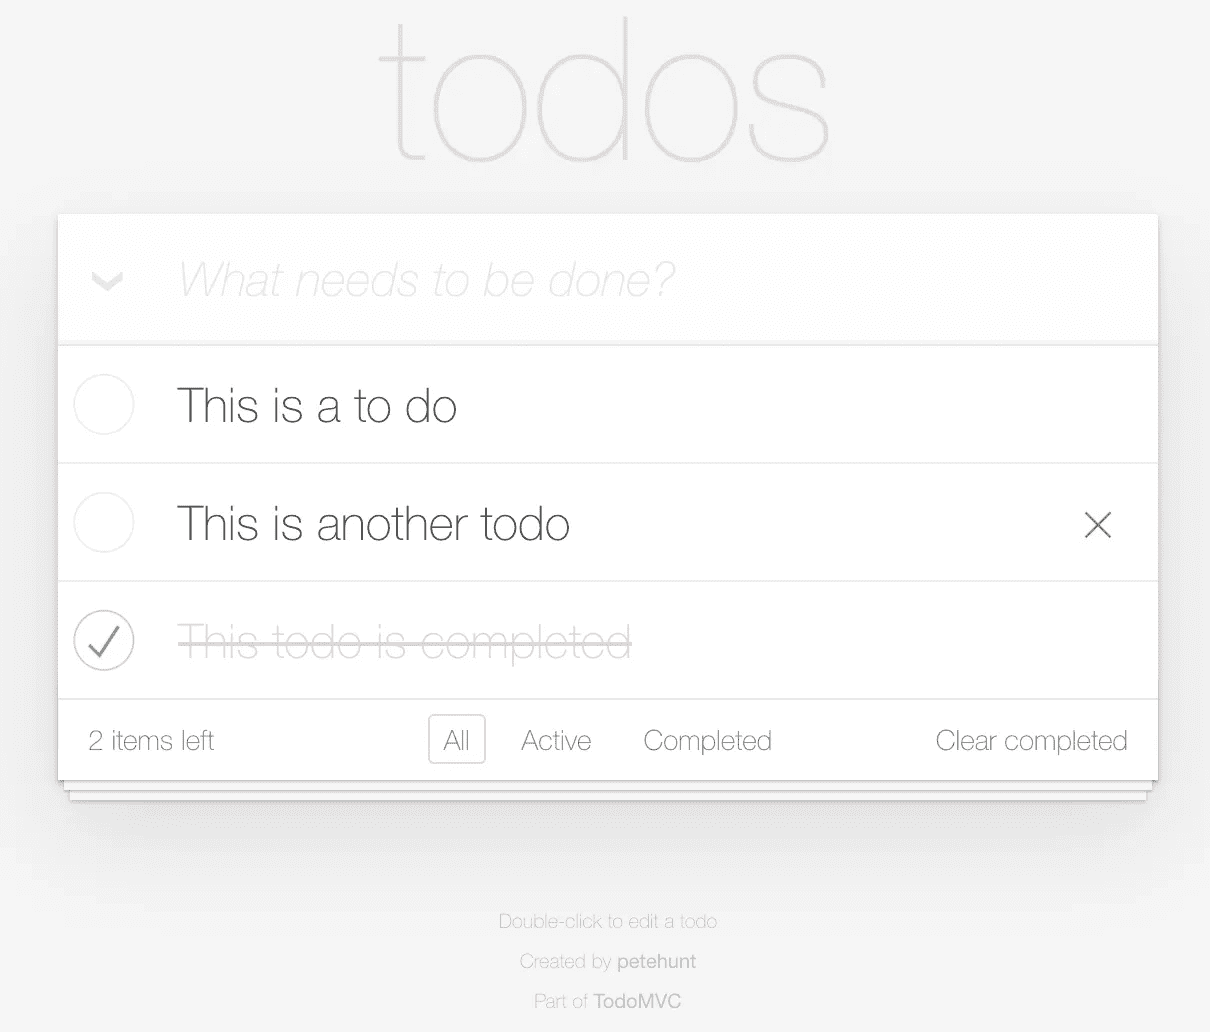 todos
What needs to be done?
This is a to do
This is another todo
This todo is completed
2 items left All Active Completed Clear completed
Double-click to edit a todo
Created by petehunt
Part of TodoMVC